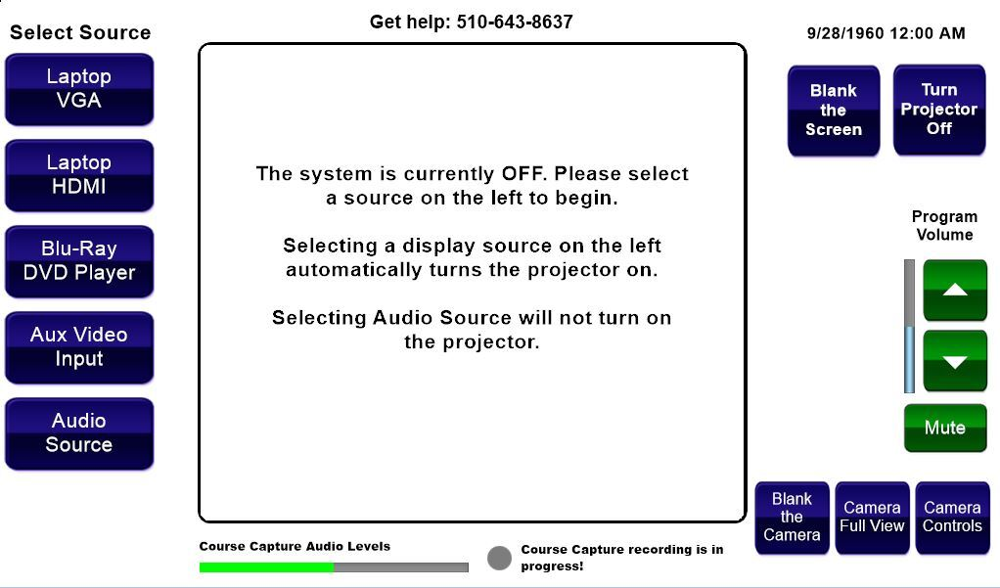 Get help: 510-643-8637
Select Source
9/28/1960 12:00 AM
Laptop
VGA
Laptop
HDMI
Blu-Ray
DVD Player
Aux Video
Input
Audio
Source
The system is currently OFF. Please select
a source on the left to begin.
Selecting a display source on the left
automatically turns the projector on.
Selecting Audio Source will not turn on
the projector.
Blank
the
Screen
Turn
Projector
Off
Program
Volume
Mute
Blank
the
Camera
Camera
Full View
Camera
Controls
Course Capture Audio Levels
Course Capture recording is in
progress!